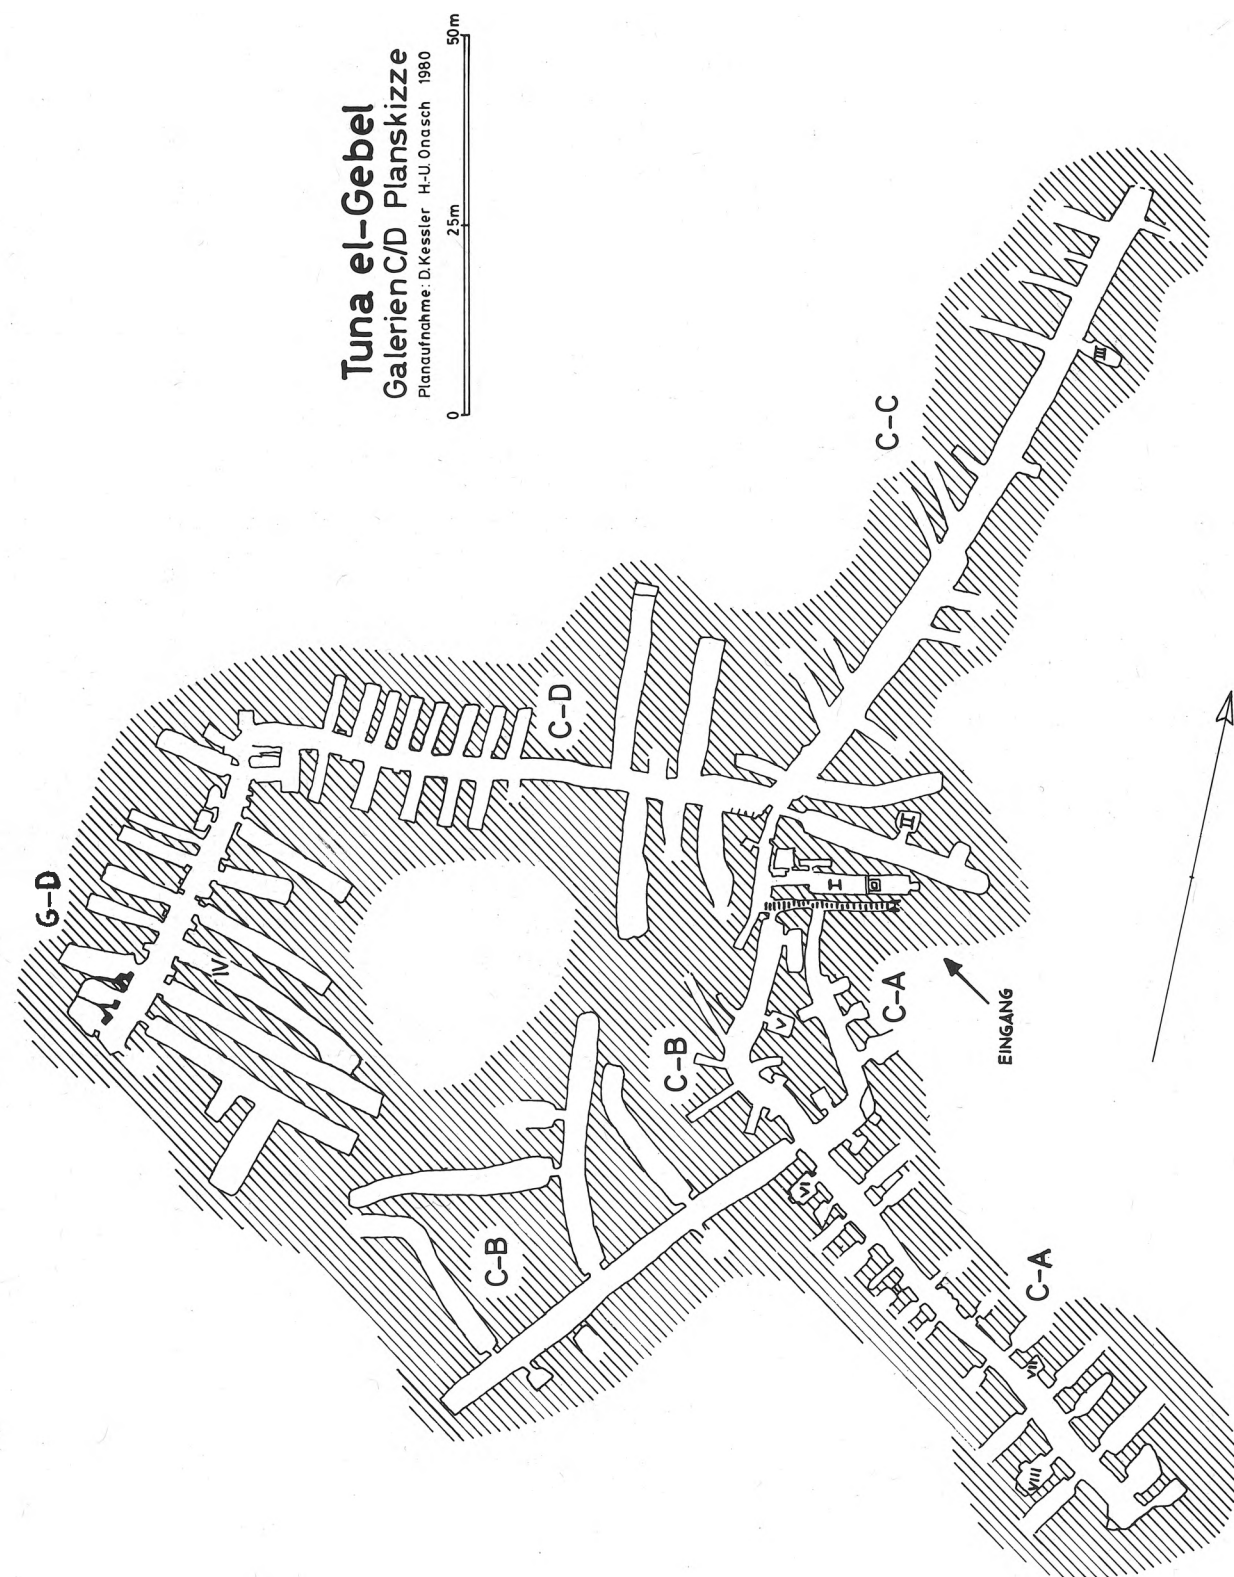 Tuna el-Gebel
Galerien C/D Planskizze
Planaufnahme: D.Kessler H.-U. Onasch 1980
0 25m 50m
G-D
IV
C-D
C-C
III
II
I
EINGANG
C-A
V
C-B
VI
C-B
C-A
VII
VIII